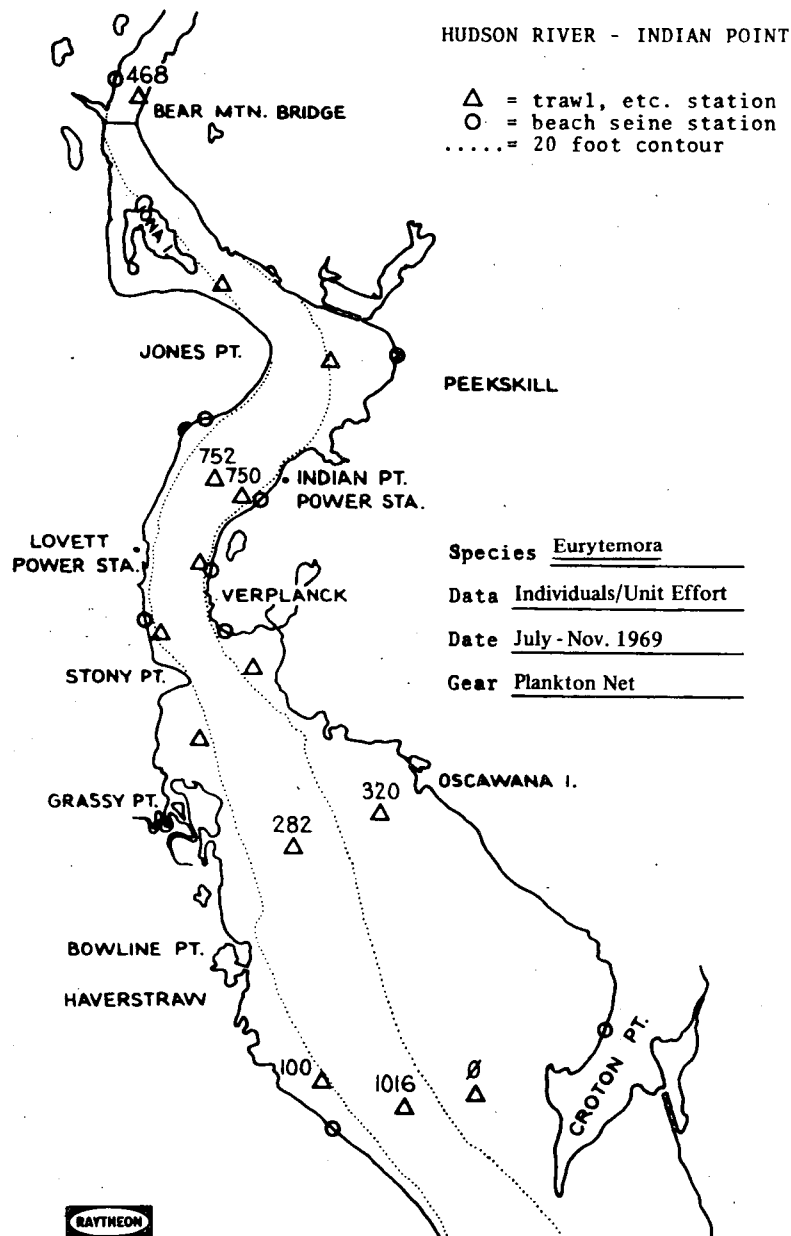 HUDSON RIVER - INDIAN POINT
△ = trawl, etc. station
○ = beach seine station
.....= 20 foot contour
468
BEAR MTN. BRIDGE
JONES PT.
PEEKSKILL
752
750
INDIAN PT.
POWER STA.
LOVETT
POWER STA.
VERPLANCK
Species Eurytemora
Data Individuals/Unit Effort
Date July - Nov. 1969
Gear Plankton Net
STONY PT.
OSCAWANA I.
GRASSY PT.
320
282
BOWLINE PT.
HAVERSTRAW
CROTON PT.
100
1016
Ø
RAYTHEON